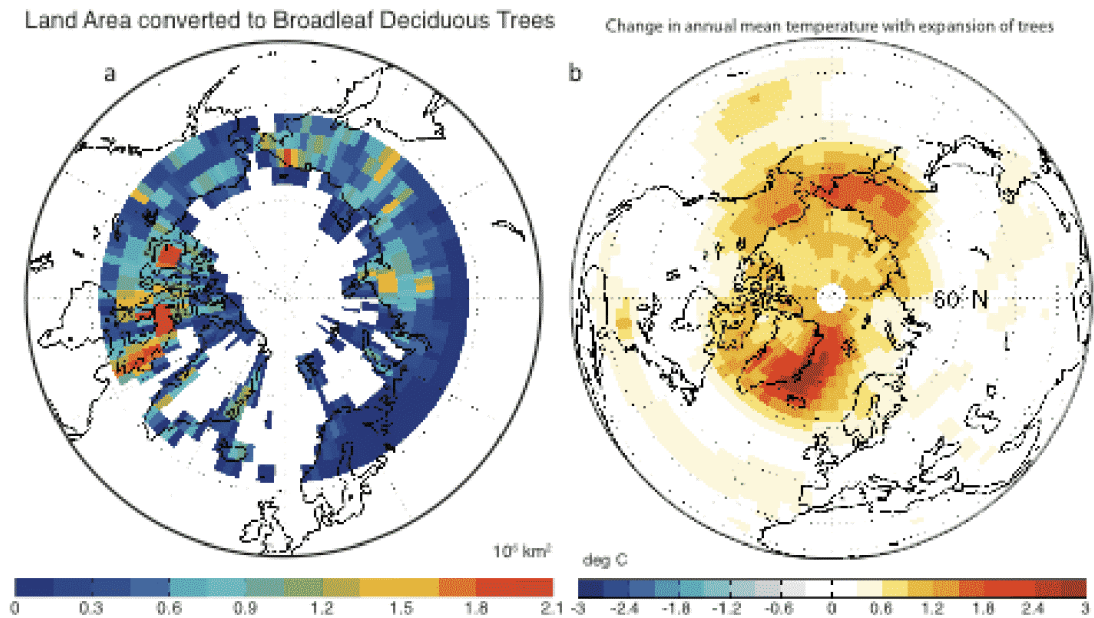 Land Area converted to Broadleaf Deciduous Trees
Change in annual mean temperature with expansion of trees
a
b
60°N
0
deg C
0 0.3 0.6 0.9 1.2 1.5 1.8 2.1
-3 -2.4 -1.8 -1.2 -0.6 0 0.6 1.2 1.8 2.4 3